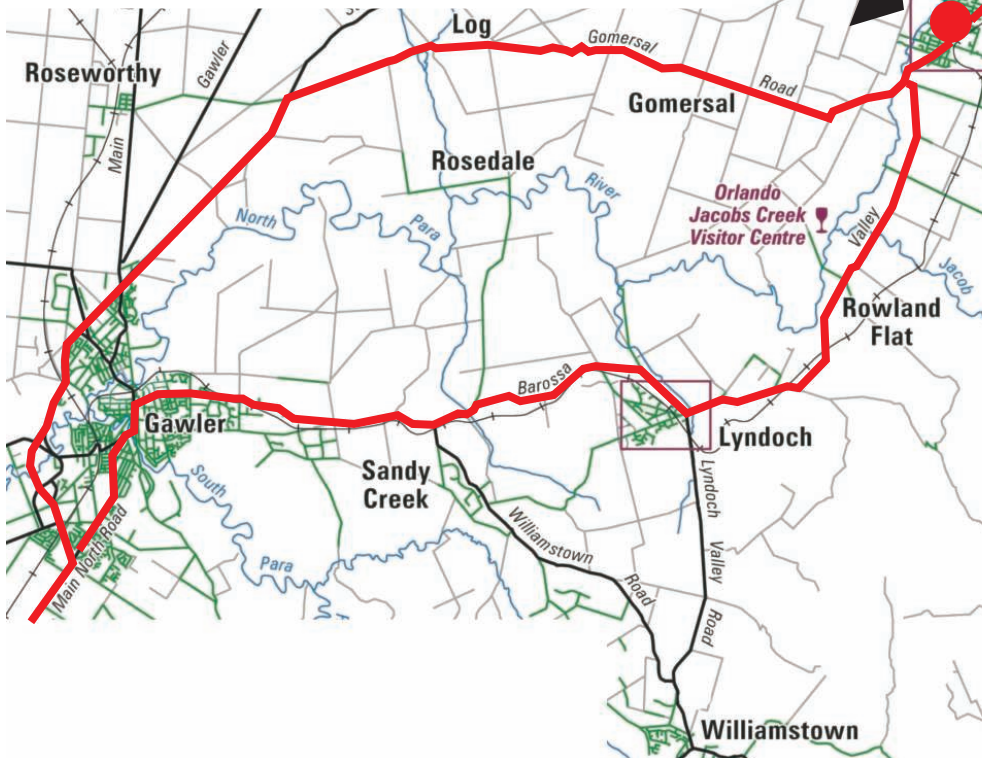 Log
Gomersal
Road
Roseworthy
Gawler
Main
Gomersal
Rosedale
River
North
Para
Orlando
Jacobs Creek
Visitor Centre
Valley
Jacob
Rowland
Flat
Barossa
Gawler
Lyndoch
Sandy
Creek
South
Para
Main North Road
Williamstown
Road
Lyndoch
Valley
Road
Williamstown